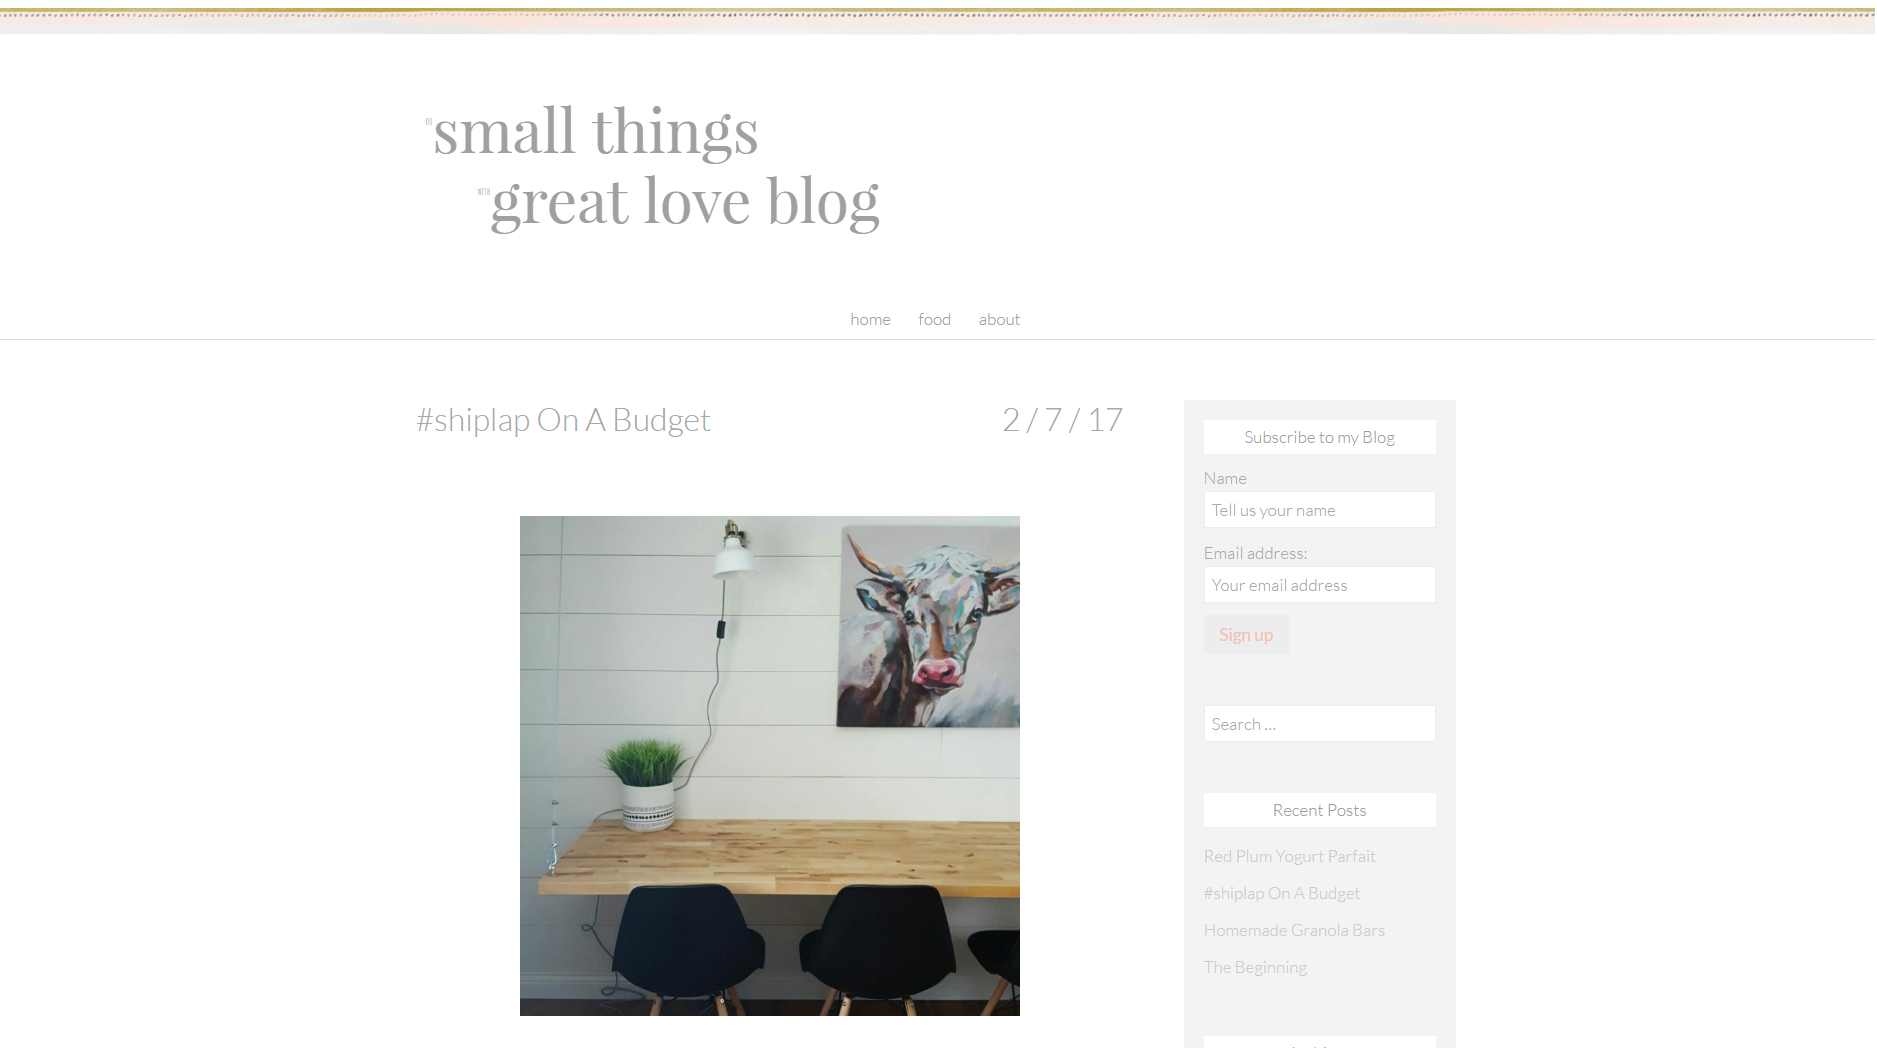 DO small things
WITH great love blog
home food about
#shiplap On A Budget
2 / 7 / 17
Subscribe to my Blog
Name
Tell us your name
Email address:
Your email address
Sign up
Search ...
Recent Posts
Red Plum Yogurt Parfait
#shiplap On A Budget
Homemade Granola Bars
The Beginning